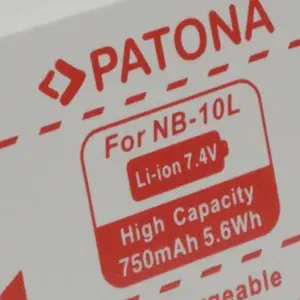 PATONA
For NB-10L
Li-ion 7.4V
High Capacity
750mAh 5.6Wh